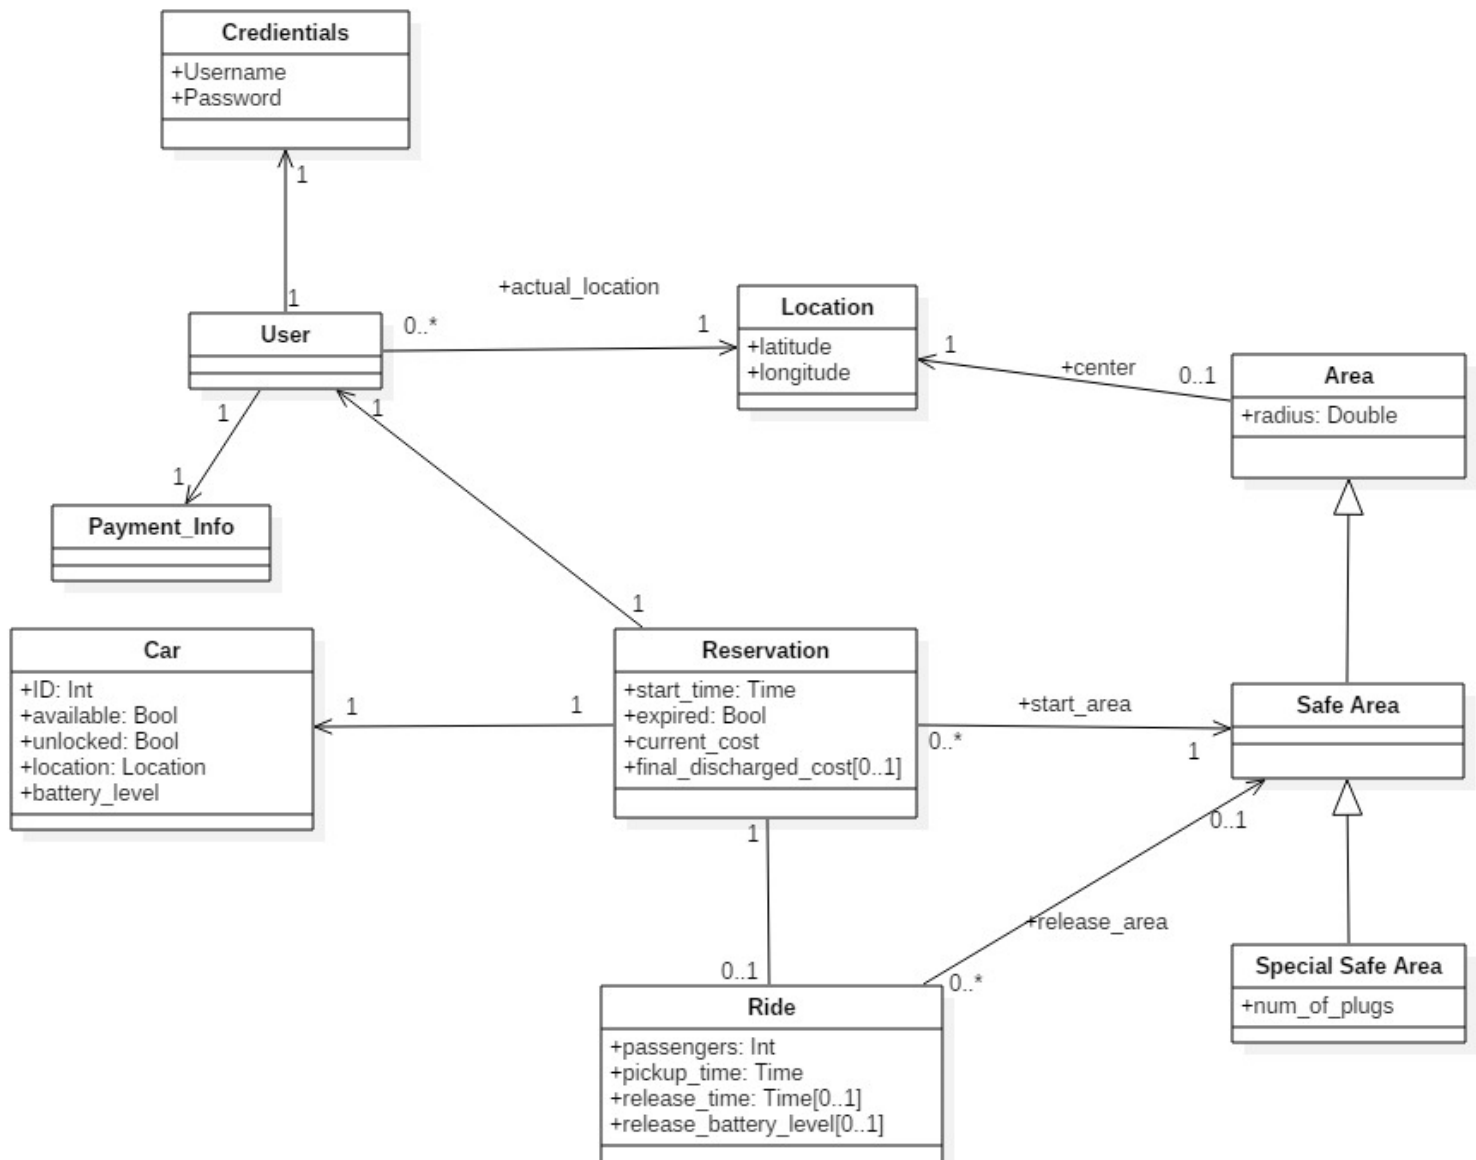 Credientials
+Username
+Password
1
1
User
+actual_location
0..*
1
Location
+latitude
+longitude
1
+center
0..1
Area
+radius: Double
1
1
1
Payment_Info
1
Car
+ID: Int
+available: Bool
+unlocked: Bool
+location: Location
+battery_level
1
1
Reservation
+start_time: Time
+expired: Bool
+current_cost
+final_discharged_cost[0..1]
+start_area
0..*
1
Safe Area
1
0..1
0..1
+release_area
0..*
Special Safe Area
+num_of_plugs
Ride
+passengers: Int
+pickup_time: Time
+release_time: Time[0..1]
+release_battery_level[0..1]